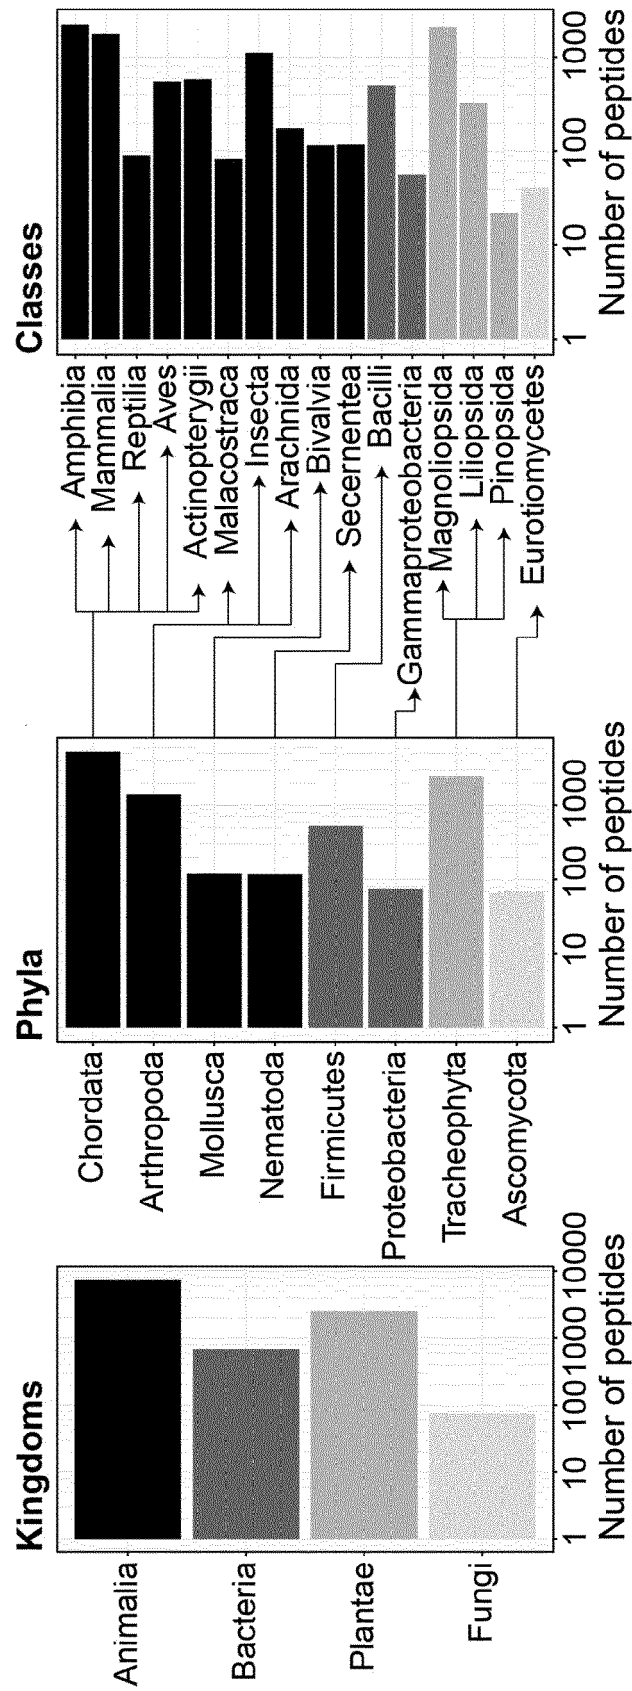 Kingdoms
Animalia
Bacteria
Plantae
Fungi
1 10 100 1000 10000
Number of peptides
Phyla
Chordata
Arthropoda
Mollusca
Nematoda
Firmicutes
Proteobacteria
Tracheophyta
Ascomycota
1 10 100 1000
Number of peptides
Classes
Amphibia
Mammalia
Reptilia
Aves
Actinopterygii
Malacostraca
Insecta
Arachnida
Bivalvia
Secernentea
Bacilli
Gammaproteobacteria
Magnoliopsida
Liliopsida
Pinopsida
Eurotiomycetes
1 10 100 1000
Number of peptides